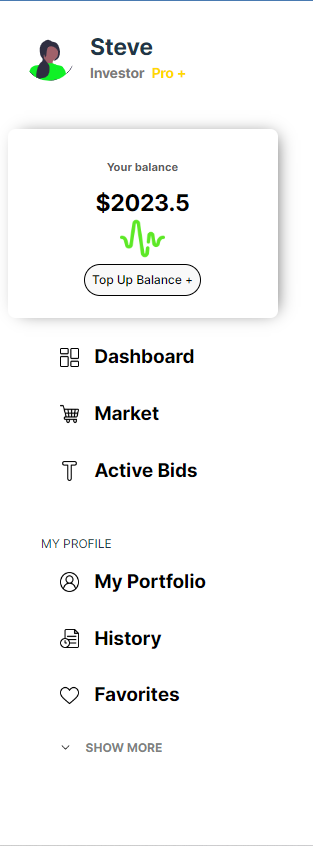 Steve
Investor Pro +
Your balance
$2023.5
Top Up Balance +
Dashboard
Market
Active Bids
MY PROFILE
My Portfolio
History
Favorites
SHOW MORE